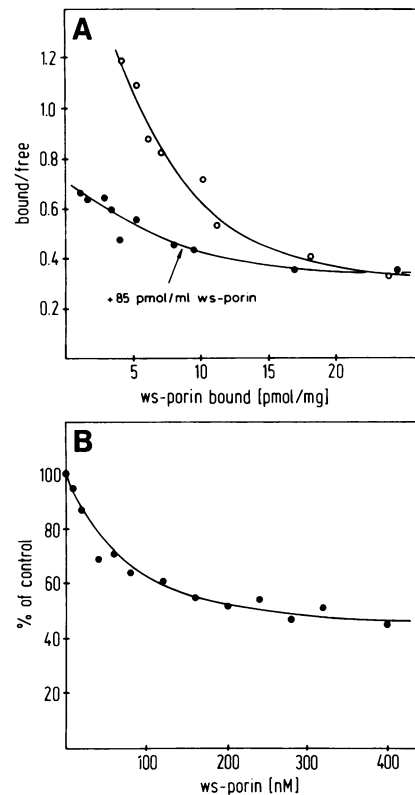 A
1.2
1.0
0.8
0.6
0.4
0.2
bound/free
+85 pmol/ml ws-porin
5
10
15
20
ws-porin bound [pmol/mg]
B
100
80
60
40
20
% of control
100
200
300
400
ws-porin [nM]